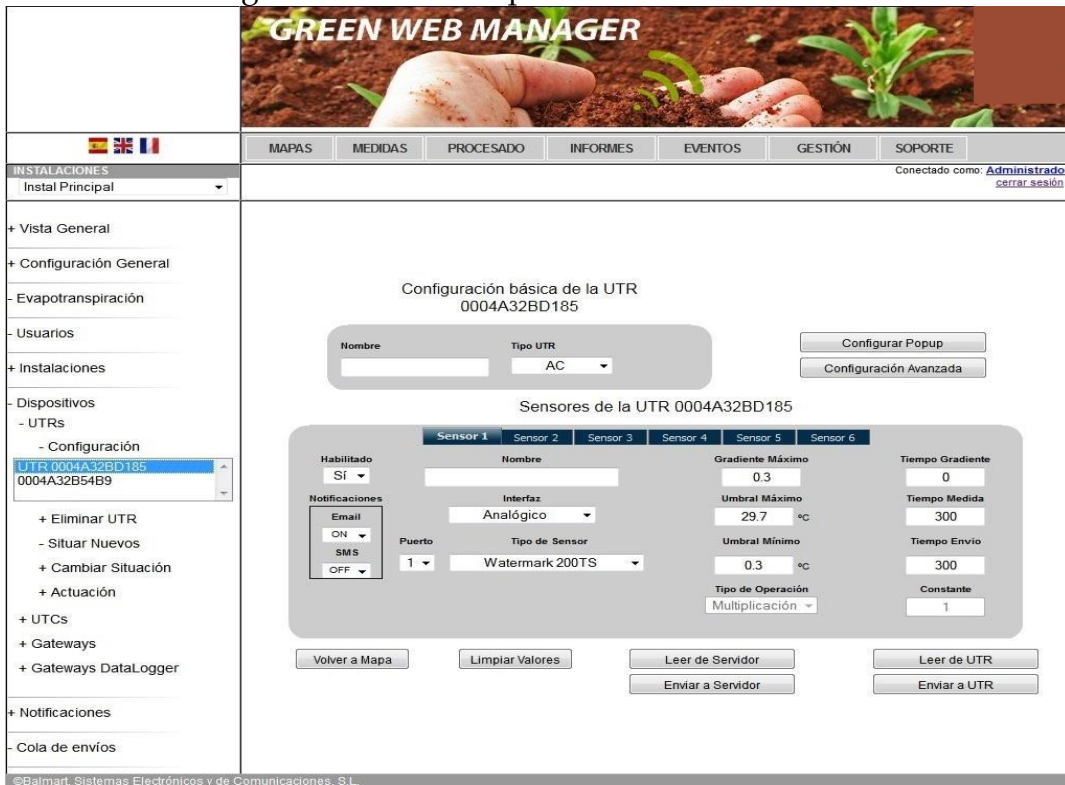 GREEN WEB MANAGER
MAPAS MEDIDAS PROCESADO INFORMES EVENTOS GESTIÓN SOPORTE
INSTALACIONES
Instal Principal
Conectado como: Administrado
cerrar sesión
+ Vista General
+ Configuración General
- Evapotranspiración
- Usuarios
+ Instalaciones
- Dispositivos
- UTRs
- Configuración
UTR 0004A32BD185
0004A32B54B9
+ Eliminar UTR
- Situar Nuevos
+ Cambiar Situación
+ Actuación
+ UTCs
+ Gateways
+ Gateways DataLogger
+ Notificaciones
- Cola de envíos
Configuración básica de la UTR
0004A32BD185
Nombre Tipo UTR
AC
Configurar Popup
Configuración Avanzada
Sensores de la UTR 0004A32BD185
Sensor 1 Sensor 2 Sensor 3 Sensor 4 Sensor 5 Sensor 6
Habilitado Nombre Gradiente Máximo Tiempo Gradiente
Sí 0.3 0
Notificaciones Interfaz Umbral Máximo Tiempo Medida
Email Analógico 29.7 ºC 300
ON Puerto Tipo de Sensor Umbral Mínimo Tiempo Envio
SMS 1 Watermark 200TS 0.3 ºC 300
OFF
Tipo de Operación Constante
Multiplicación 1
Volver a Mapa Limpiar Valores Leer de Servidor Leer de UTR
Enviar a Servidor Enviar a UTR
©Balmart Sistemas Electrónicos y de Comunicaciones, S.L.